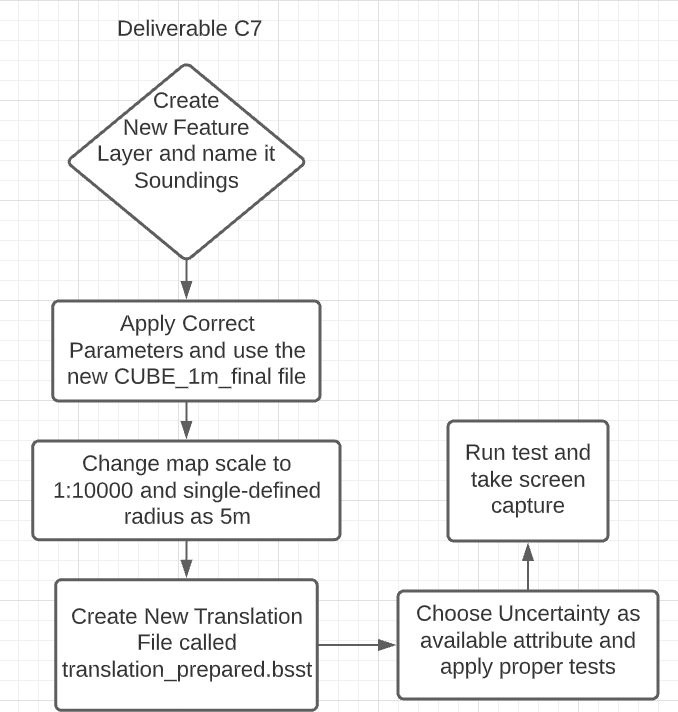 Deliverable C7
Create
New Feature
Layer and name it
Soundings
Apply Correct
Parameters and use the
new CUBE_1m_final file
Change map scale to
1:10000 and single-defined
radius as 5m
Create New Translation
File called
translation_prepared.bsst
Choose Uncertainty as
available attribute and
apply proper tests
Run test and
take screen
capture